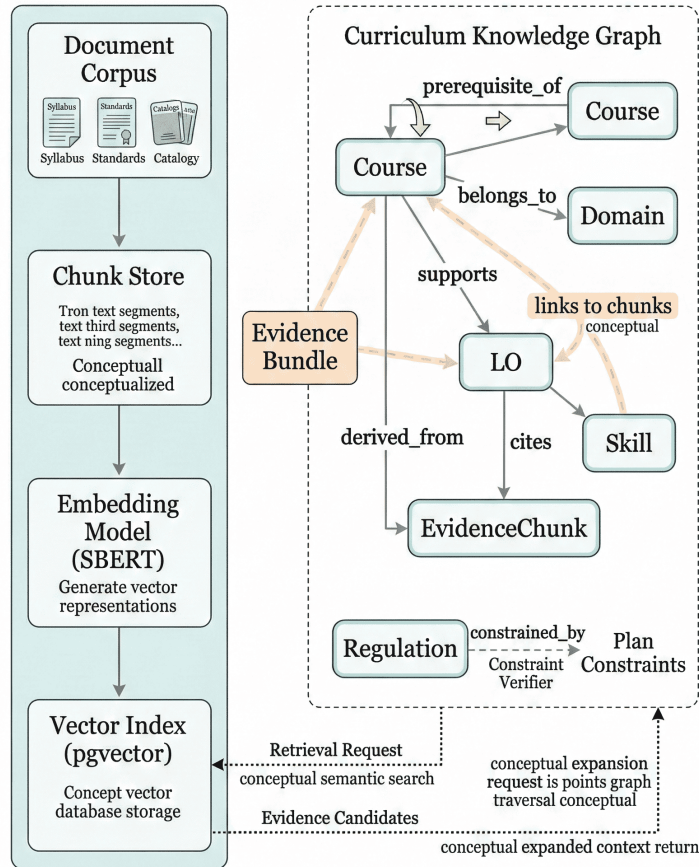 Document
Corpus
Syllabus
Standards
Catalogs
Syllabus Standards Catalogy
Chunk Store
Tron text segments,
text third segments,
text ning segments...
Conceptuall
conceptualized
Embedding
Model
(SBERT)
Generate vector
representations
Vector Index
(pgvector)
Concept vector
database storage
Curriculum Knowledge Graph
prerequisite_of
Course
Course
belongs_to
Domain
supports
links to chunks
conceptual
Evidence
Bundle
LO
derived_from
cites
Skill
EvidenceChunk
Regulation
constrained_by
Constraint
Verifier
Plan
Constraints
Retrieval Request
conceptual semantic search
Evidence Candidates
conceptual expansion
request is points graph
traversal conceptual
conceptual expanded context return